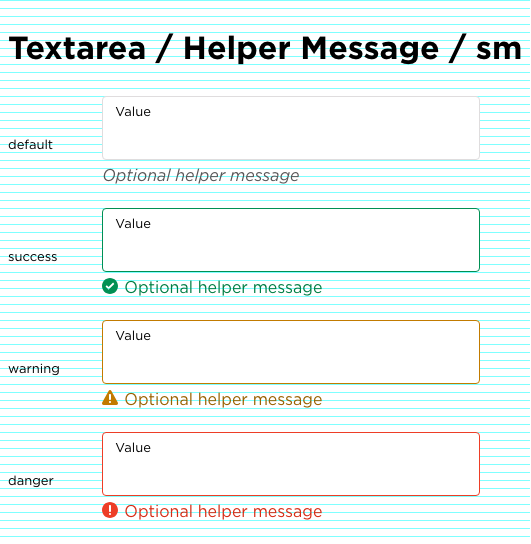 Textarea / Helper Message / sm
Value
default
Optional helper message
Value
success
Optional helper message
Value
warning
Optional helper message
Value
danger
Optional helper message